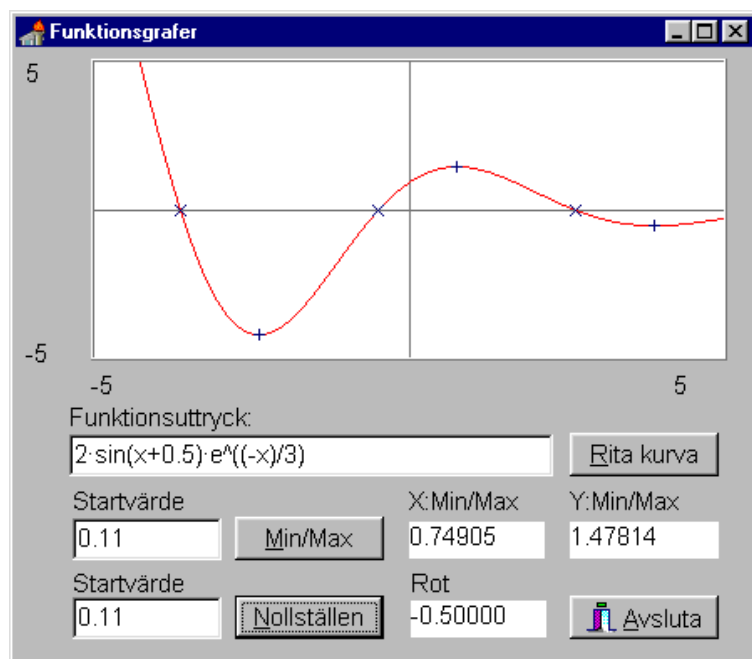 Funktionsgrafer
5
-5
-5 5
Funktionsuttryck:
2·sin(x+0.5)·e^((-x)/3) Rita kurva
Startvärde X:Min/Max Y:Min/Max
0.11 Min/Max 0.74905 1.47814
Startvärde Rot
0.11 Nollställen -0.50000 Avsluta